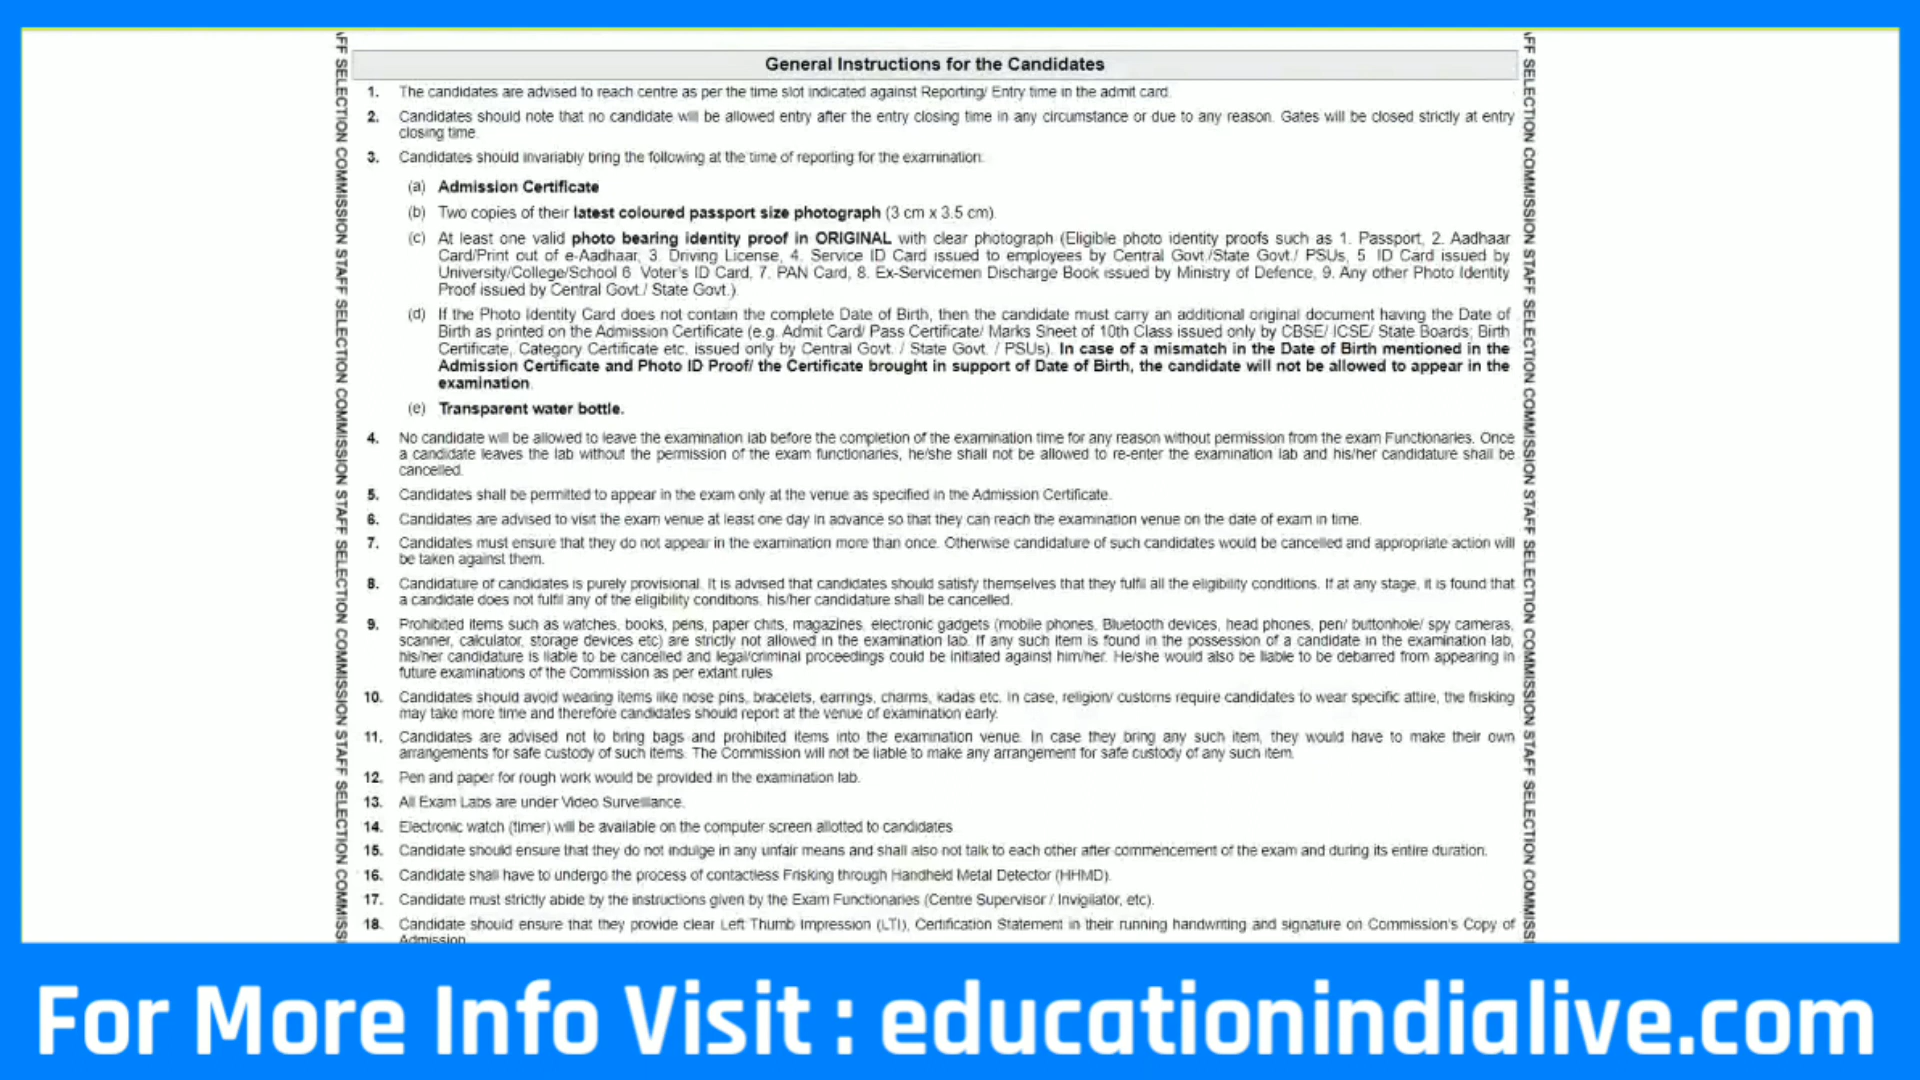 General Instructions for the Candidates
1. The candidates are advised to reach centre as per the time slot indicated against Reporting/ Entry time in the admit card.
2. Candidates should note that no candidate will be allowed entry after the entry closing time in any circumstance or due to any reason. Gates will be closed strictly at entry
closing time.
3. Candidates should invariably bring the following at the time of reporting for the examination:
(a) Admission Certificate
(b) Two copies of their latest coloured passport size photograph (3 cm x 3.5 cm).
(c) At least one valid photo bearing identity proof in ORIGINAL with clear photograph (Eligible photo identity proofs such as 1. Passport, 2. Aadhaar
Card/Print out of e-Aadhaar, 3. Driving License, 4. Service ID Card issued to employees by Central Govt./State Govt./ PSUs, 5 ID Card issued by
University/College/School 6 Voter's ID Card, 7. PAN Card, 8. Ex-Servicemen Discharge Book issued by Ministry of Defence, 9. Any other Photo Identity
Proof issued by Central Govt./ State Govt.).
(d) If the Photo Identity Card does not contain the complete Date of Birth, then the candidate must carry an additional original document having the Date of
Birth as printed on the Admission Certificate (e.g. Admit Card/ Pass Certificate/ Marks Sheet of 10th Class issued only by CBSE/ ICSE/ State Boards; Birth
Certificate, Category Certificate etc. issued only by Central Govt. / State Govt. / PSUs). In case of a mismatch in the Date of Birth mentioned in the
Admission Certificate and Photo ID Proof/ the Certificate brought in support of Date of Birth, the candidate will not be allowed to appear in the
examination.
(e) Transparent water bottle.
4. No candidate will be allowed to leave the examination lab before the completion of the examination time for any reason without permission from the exam Functionaries. Once
a candidate leaves the lab without the permission of the exam functionaries, he/she shall not be allowed to re-enter the examination lab and his/her candidature shall be
cancelled.
5. Candidates shall be permitted to appear in the exam only at the venue as specified in the Admission Certificate.
6. Candidates are advised to visit the exam venue at least one day in advance so that they can reach the examination venue on the date of exam in time.
7. Candidates must ensure that they do not appear in the examination more than once. Otherwise candidature of such candidates would be cancelled and appropriate action will
be taken against them.
8. Candidature of candidates is purely provisional. It is advised that candidates should satisfy themselves that they fulfil all the eligibility conditions. If at any stage, it is found that
a candidate does not fulfil any of the eligibility conditions, his/her candidature shall be cancelled.
9. Prohibited items such as watches, books, pens, paper chits, magazines, electronic gadgets (mobile phones, Bluetooth devices, head phones, pen/ buttonhole/ spy cameras,
scanner, calculator, storage devices etc) are strictly not allowed in the examination lab. If any such item is found in the possession of a candidate in the examination lab,
his/her candidature is liable to be cancelled and legal/criminal proceedings could be initiated against him/her. He/she would also be liable to be debarred from appearing in
future examinations of the Commission as per extant rules
10. Candidates should avoid wearing items like nose pins, bracelets, earrings, charms, kadas etc. In case, religion/ customs require candidates to wear specific attire, the frisking
may take more time and therefore candidates should report at the venue of examination early.
11. Candidates are advised not to bring bags and prohibited items into the examination venue. In case they bring any such item, they would have to make their own
arrangements for safe custody of such items. The Commission will not be liable to make any arrangement for safe custody of any such item.
12. Pen and paper for rough work would be provided in the examination lab.
13. All Exam Labs are under Video Surveillance.
14. Electronic watch (timer) will be available on the computer screen allotted to candidates
15. Candidate should ensure that they do not indulge in any unfair means and shall also not talk to each other after commencement of the exam and during its entire duration.
16. Candidate shall have to undergo the process of contactless Frisking through Handheld Metal Detector (HHMD).
17. Candidate must strictly abide by the instructions given by the Exam Functionaries (Centre Supervisor / Invigilator, etc).
18. Candidate should ensure that they provide clear Left Thumb Impression (LTI), Certification Statement in their running handwriting and signature on Commission's Copy of
Admission
AFF SELECTION COMMISSION STAFF SELECTION COMMISSION STAFF SELECTION COMMISSION STAFF SELECTION COMMISSI
AFF SELECTION COMMISSION STAFF SELECTION COMMISSION STAFF SELECTION COMMISSION STAFF SELECTION COMMISSI
For More Info Visit : educationindialive.com